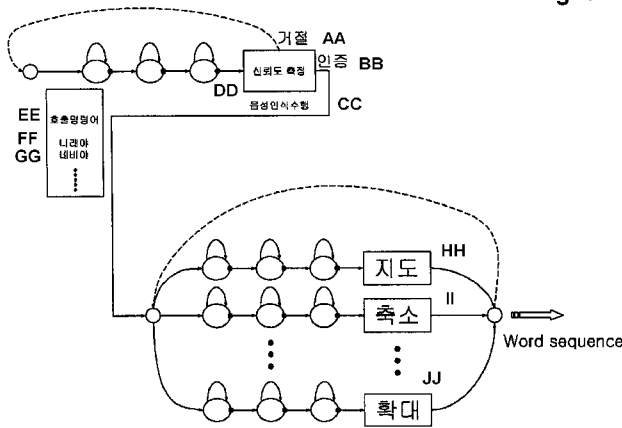 거절 AA
인증 BB
신뢰도 측정
DD
음성인식수행 CC
EE 호출명령어
FF 니래야
GG 네비야
HH
지도
II
축소
Word sequence
JJ
확대